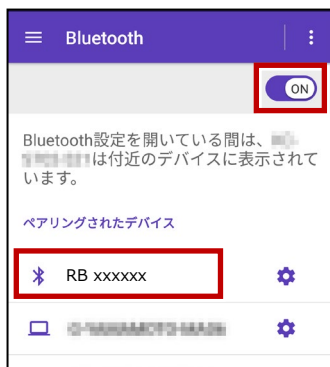 Bluetooth
ON
Bluetooth設定を開いている間は、
は付近のデバイスに表示されて
います。
ペアリングされたデバイス
RB xxxxxx